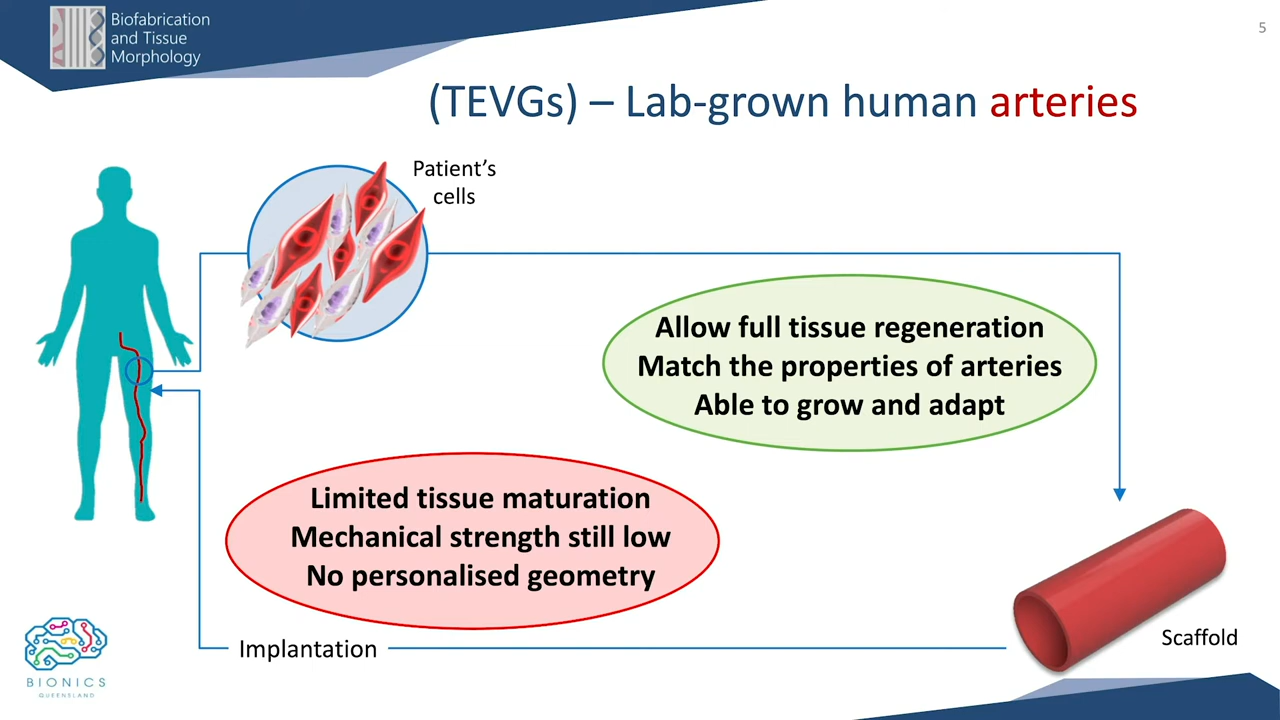 Biofabrication
and Tissue
Morphology
5
(TEVGs) – Lab-grown human arteries
Patient’s
cells
Allow full tissue regeneration
Match the properties of arteries
Able to grow and adapt
Limited tissue maturation
Mechanical strength still low
No personalised geometry
Implantation
Scaffold
BIONICS
QUEENSLAND